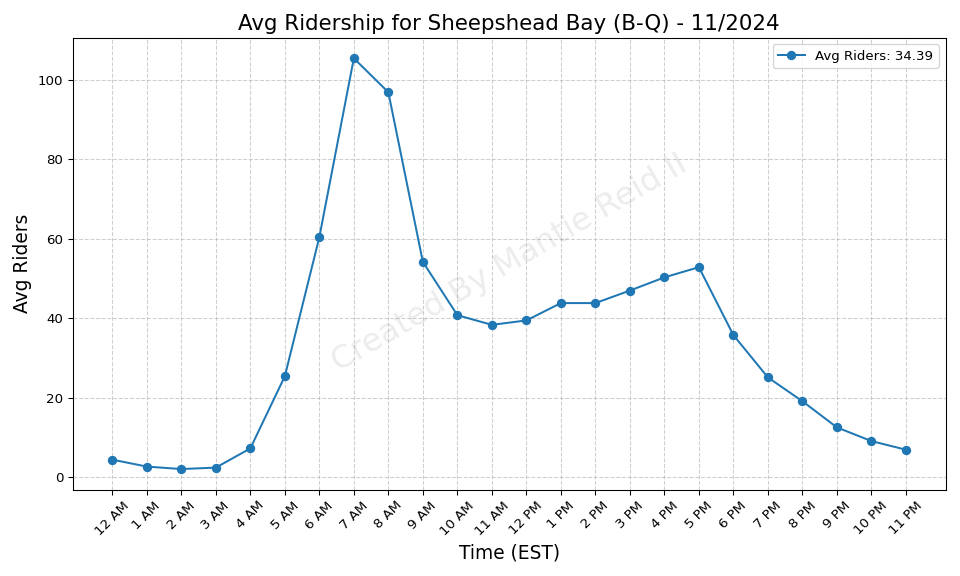 Avg Ridership for Sheepshead Bay (B-Q) - 11/2024
Avg Riders: 34.39
Avg Riders
100
80
60
40
20
0
Created By Mantie Reid II
12 AM
1 AM
2 AM
3 AM
4 AM
5 AM
6 AM
7 AM
8 AM
9 AM
10 AM
11 AM
12 PM
1 PM
2 PM
3 PM
4 PM
5 PM
6 PM
7 PM
8 PM
9 PM
10 PM
11 PM
Time (EST)